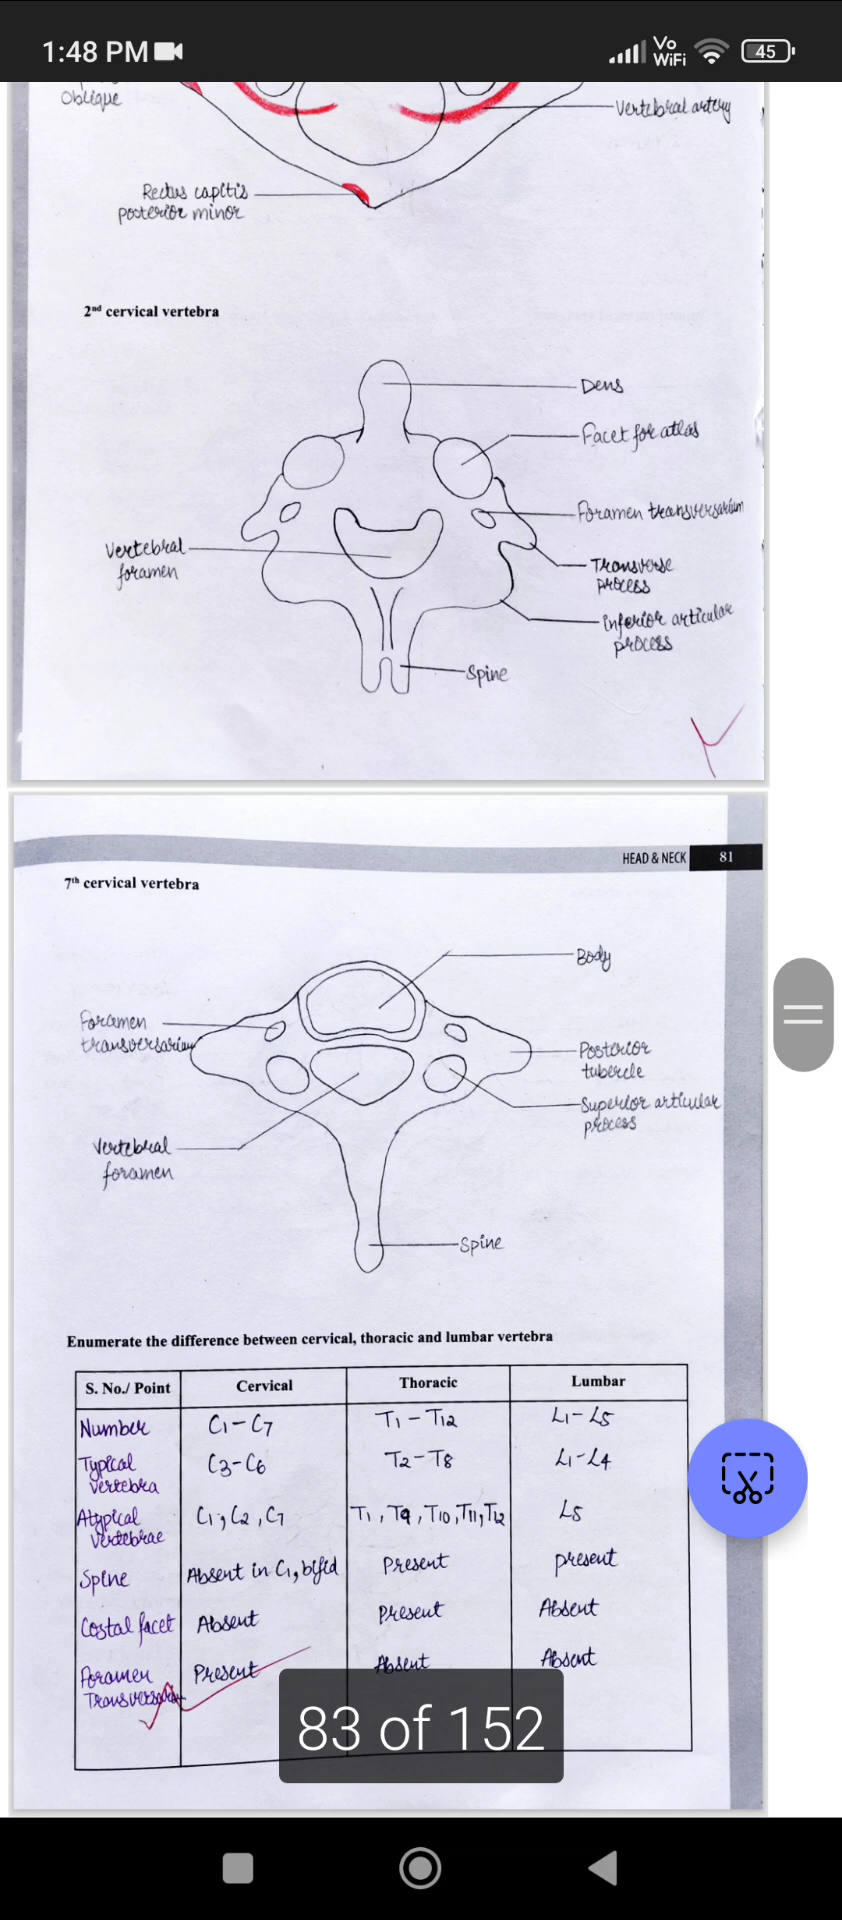 1:48 PM
Vo
WiFi
45
Oblique
Vertebral artery
Rectus capitis
posterior minor
2nd cervical vertebra
Dens
Facet for atlas
Foramen transversarium
Vertebral
foramen
Transverse
process
inferior articular
process
Spine
HEAD & NECK 81
7th cervical vertebra
Body
Foramen
transversarium
Posterior
tubercle
Superior articular
process
Vertebral
foramen
Spine
Enumerate the difference between cervical, thoracic and lumbar vertebra
S. No./ Point Cervical Thoracic Lumbar
Number C1-C7 T1-T12 L1-L5
Typical C3-C6 T2-T8 L1-L4
vertebra
Atypical C1, C2, C7 T1, T9, T10, T11, T12 L5
Vertebrae
Spine Absent in C1, bifid Present present
Costal facet Absent Present Absent
Foramen Present Absent Absent
83 of 152